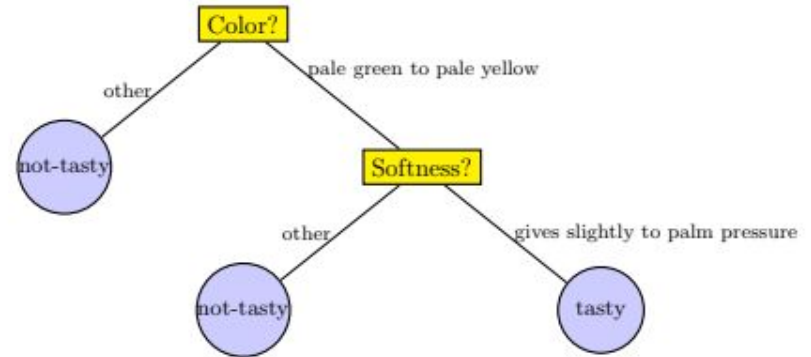 Color?
other
pale green to pale yellow
not-tasty
Softness?
other
gives slightly to palm pressure
not-tasty
tasty